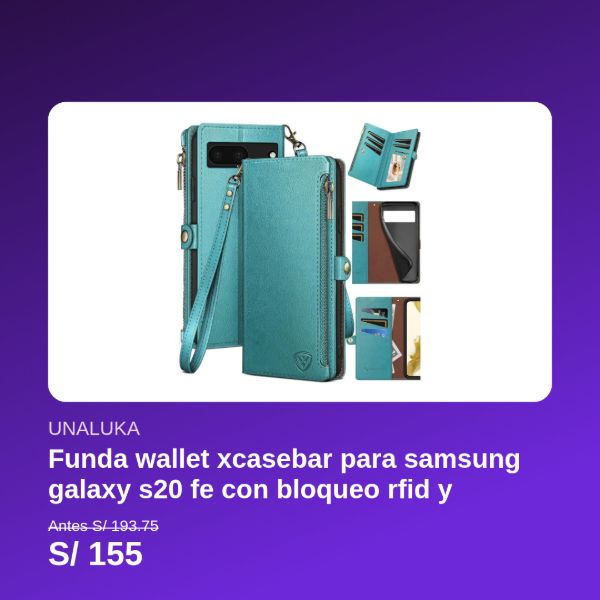 UNALUKA
Funda wallet xcasebar para samsung
galaxy s20 fe con bloqueo rfid y
Antes S/ 193.75
S/ 155